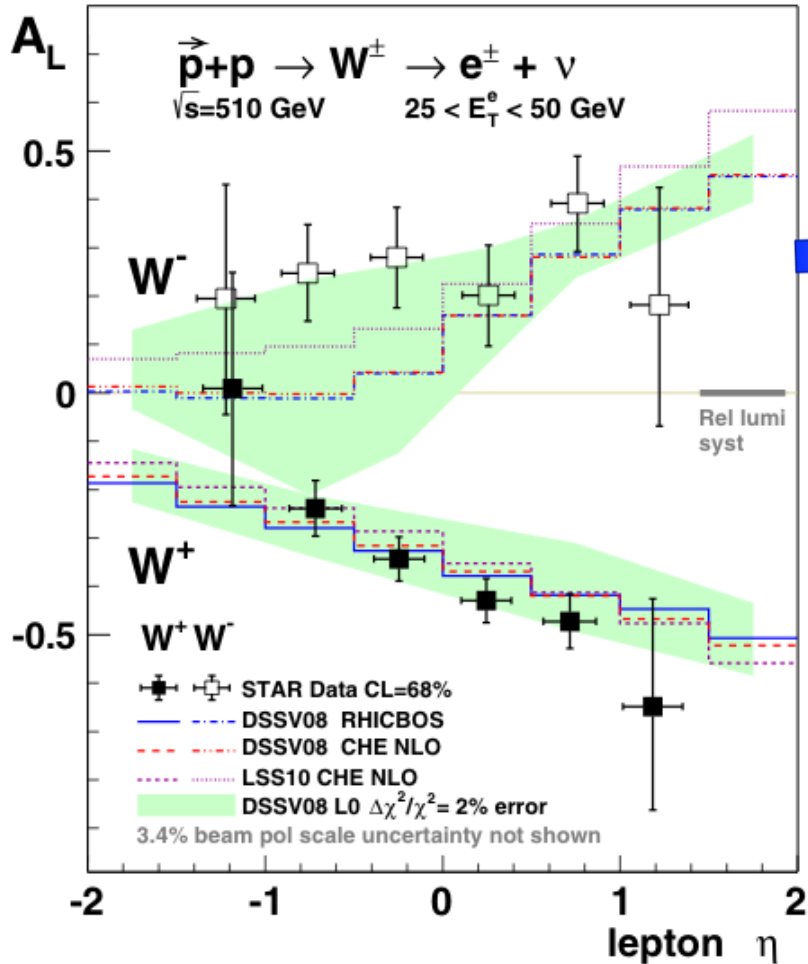 A_L
p⃗+p → W± → e± + ν
√s=510 GeV 25 < E_T^e < 50 GeV
0.5
W⁻
0
Rel lumi
syst
W⁺
-0.5
W⁺ W⁻
STAR Data CL=68%
DSSV08 RHICBOS
DSSV08 CHE NLO
LSS10 CHE NLO
DSSV08 L0 Δχ²/χ²= 2% error
3.4% beam pol scale uncertainty not shown
-2 -1 0 1 2
lepton η